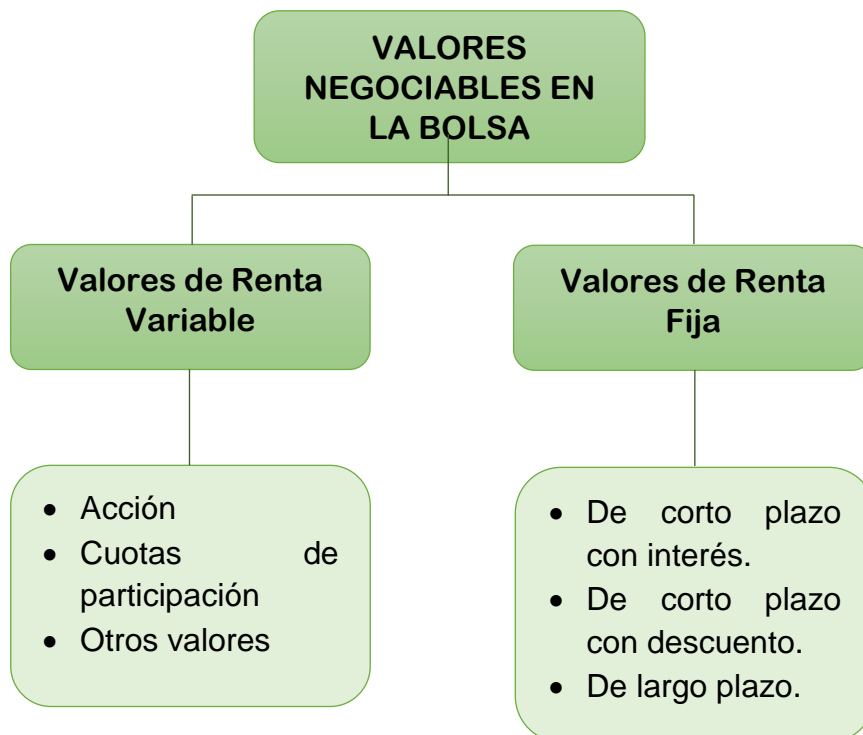 VALORES
NEGOCIABLES EN
LA BOLSA
Valores de Renta
Variable
Valores de Renta
Fija
• Acción
• Cuotas de
participación
• Otros valores
• De corto plazo
con interés.
• De corto plazo
con descuento.
• De largo plazo.